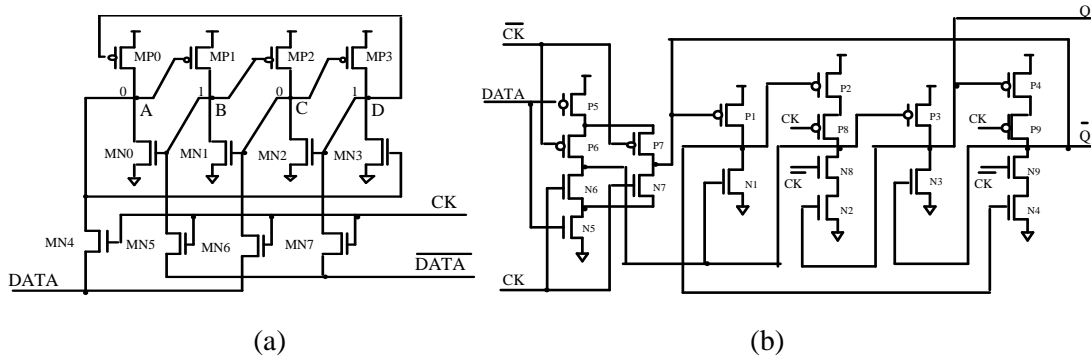 MP0 MP1 MP2 MP3
0 A 1 B 0 C 1 D
MN0 MN1 MN2 MN3
CK
MN4 MN5 MN6 MN7
DATA
DATA
(a)
CK
Q
DATA
P5 P2 P4
P1 P3
CK P8 CK P9
P6 P7
Q
N6 N7 N1 CK N8 N3 CK N9
N5 N2 N4
CK
(b)